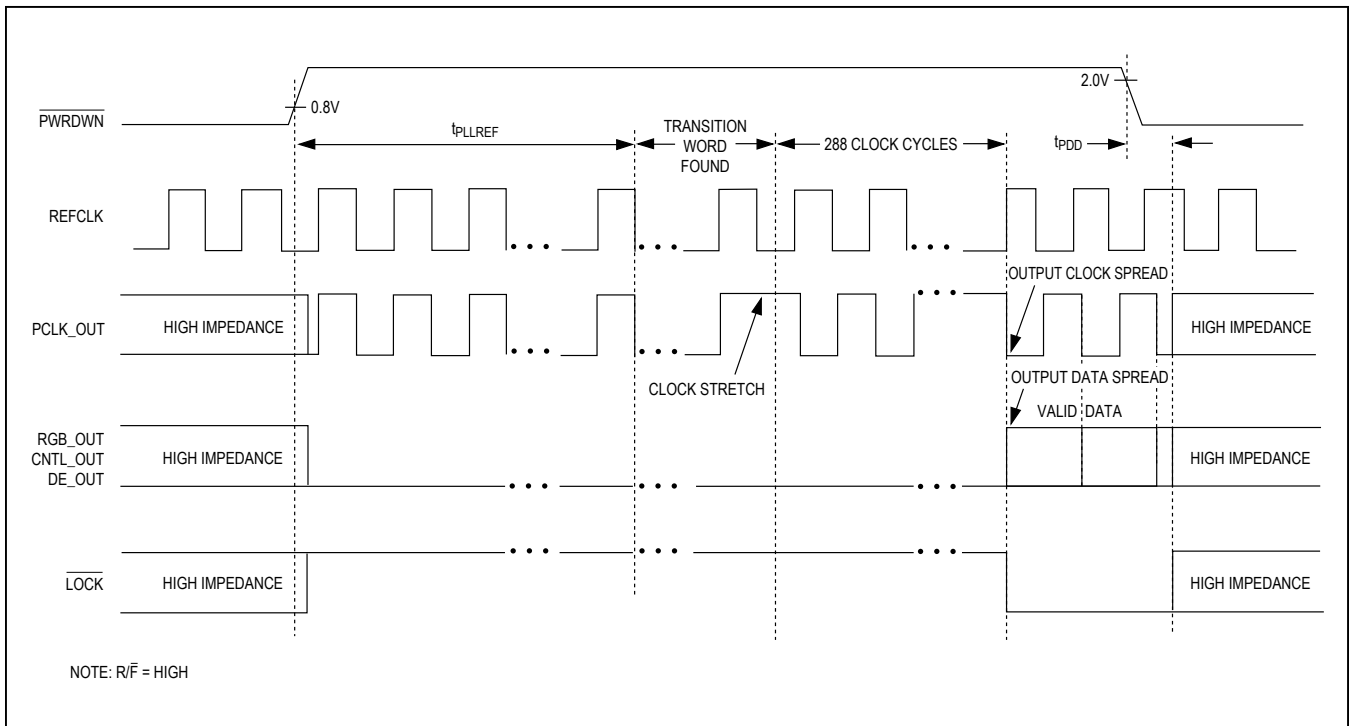 PWRDWN
0.8V
2.0V
tPLLREF
TRANSITION
WORD
FOUND
288 CLOCK CYCLES
tPDD
REFCLK
OUTPUT CLOCK SPREAD
PCLK_OUT
HIGH IMPEDANCE
HIGH IMPEDANCE
CLOCK STRETCH
OUTPUT DATA SPREAD
VALID DATA
RGB_OUT
CNTL_OUT
DE_OUT
HIGH IMPEDANCE
HIGH IMPEDANCE
LOCK
HIGH IMPEDANCE
HIGH IMPEDANCE
NOTE: R/F̅ = HIGH